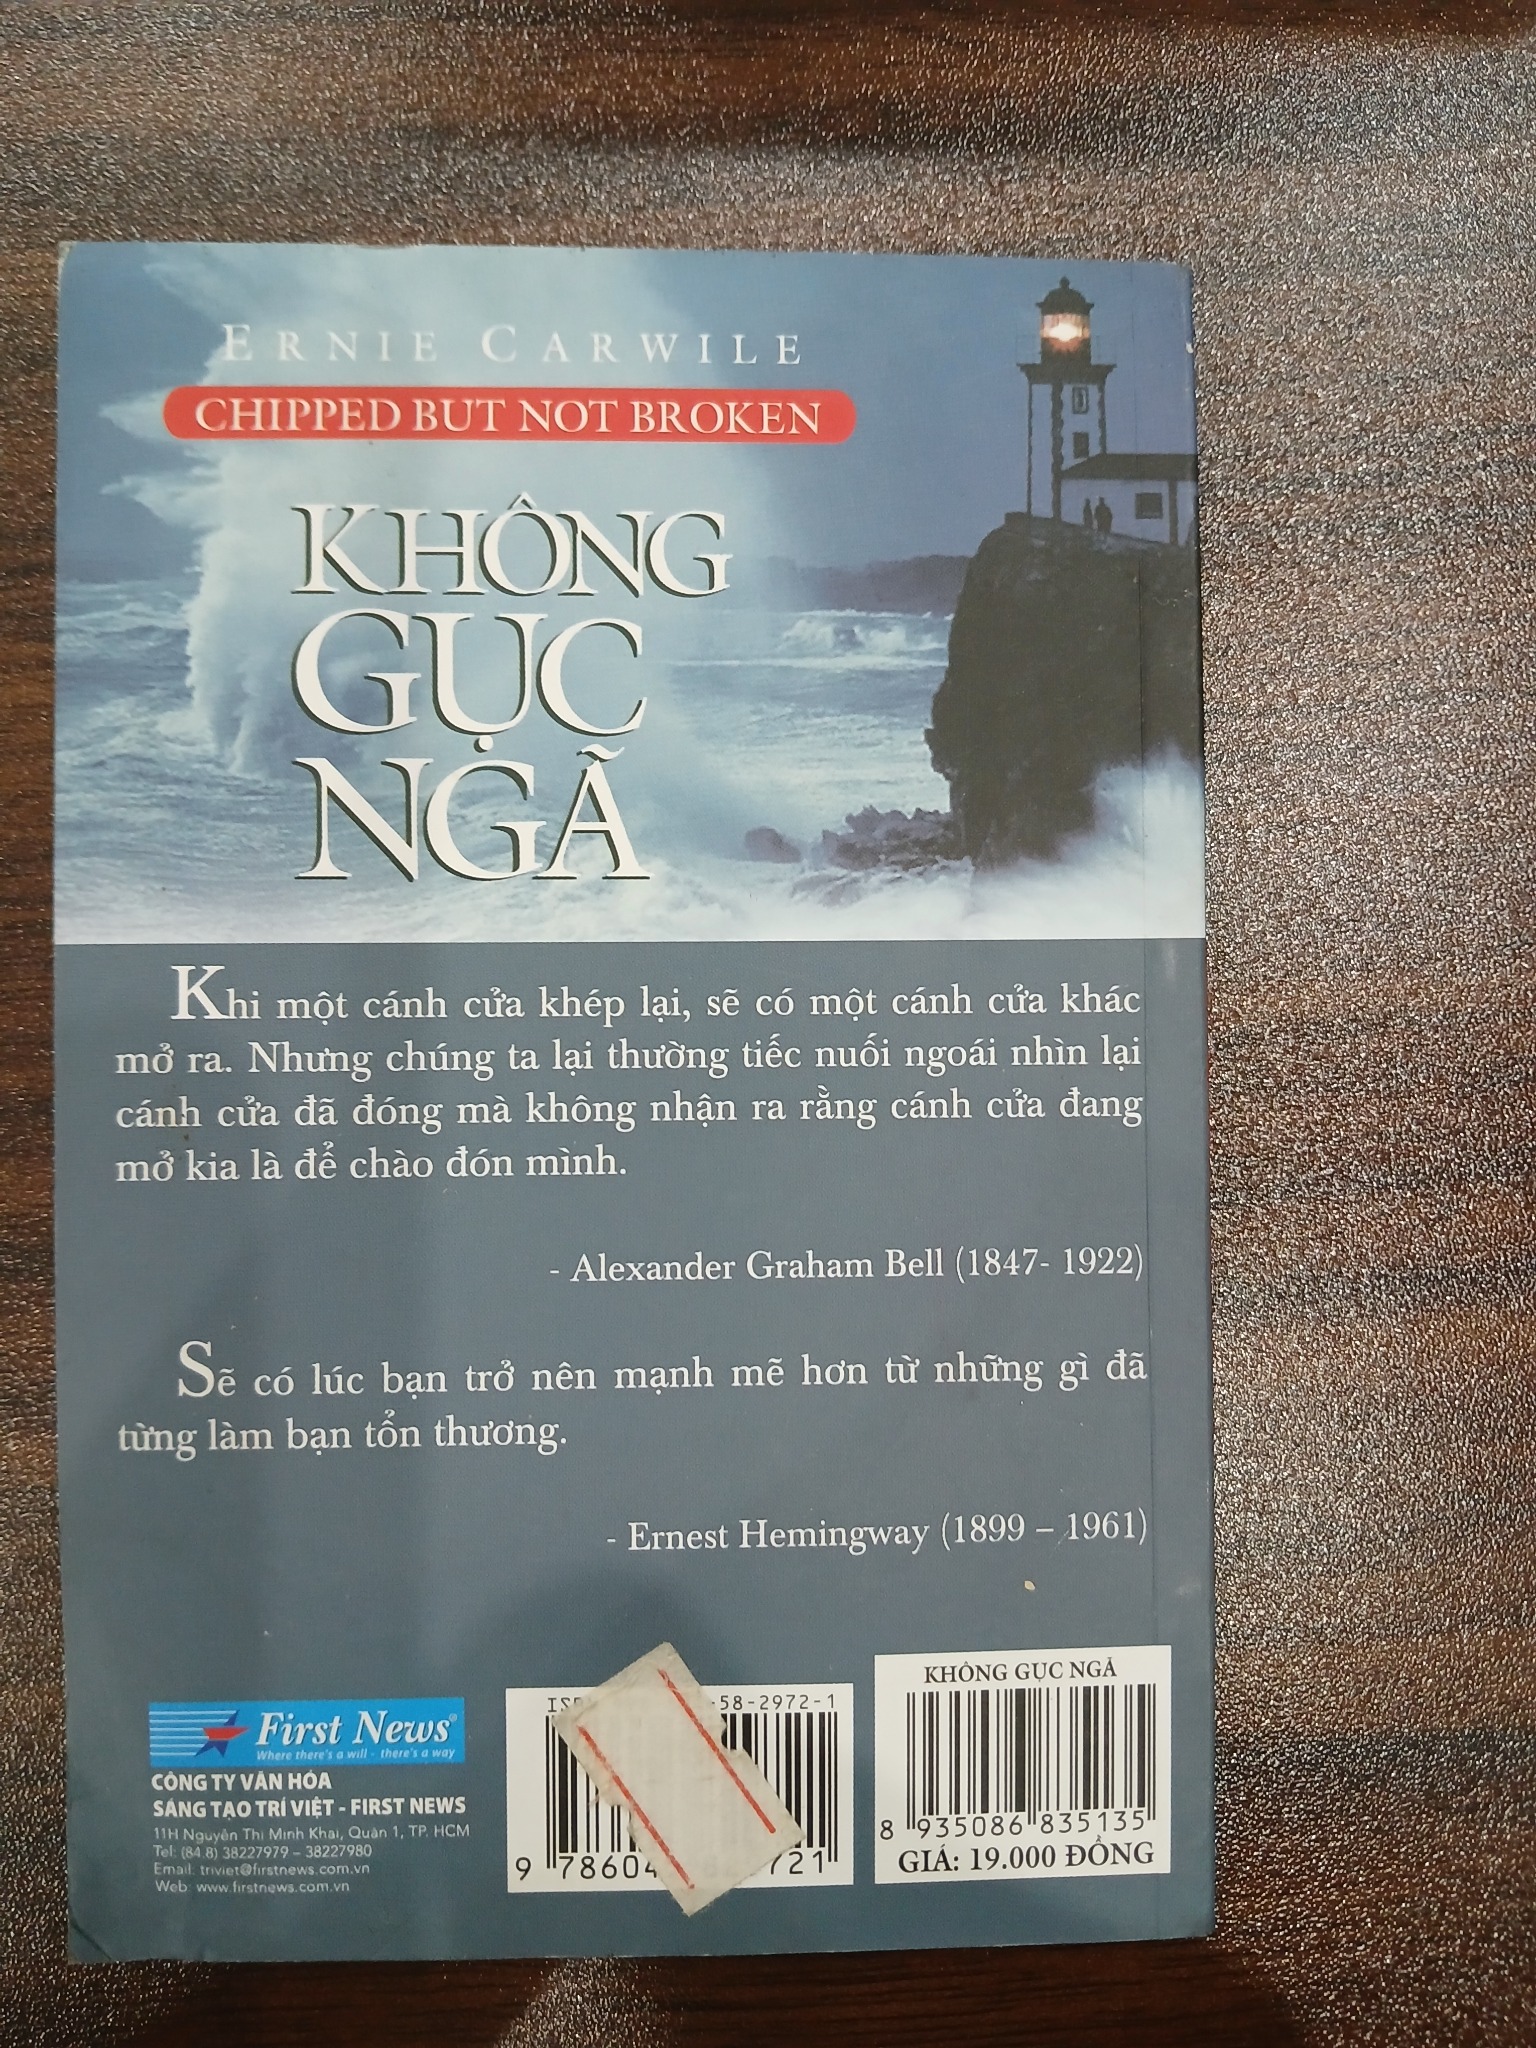 ERNIE CARWILE
CHIPPED BUT NOT BROKEN
KHÔNG
GỤC
NGÃ
Khi một cánh cửa khép lại, sẽ có một cánh cửa khác
mở ra. Nhưng chúng ta lại thường tiếc nuối ngoái nhìn lại
cánh cửa đã đóng mà không nhận ra rằng cánh cửa đang
mở kia là để chào đón mình.
- Alexander Graham Bell (1847- 1922)
Sẽ có lúc bạn trở nên mạnh mẽ hơn từ những gì đã
từng làm bạn tổn thương.
- Ernest Hemingway (1899 – 1961)
First News®
Where there's a will - there's a way
CÔNG TY VĂN HÓA
SÁNG TẠO TRÍ VIỆT - FIRST NEWS
11H Nguyễn Thị Minh Khai, Quận 1, TP. HCM
Tel: (84.8) 38227979 – 38227980
Email: triviet@firstnews.com.vn
Web: www.firstnews.com.vn
-58-2972-1
9 78604 721
KHÔNG GỤC NGÃ
8 935086 835135
GIÁ: 19.000 ĐỒNG